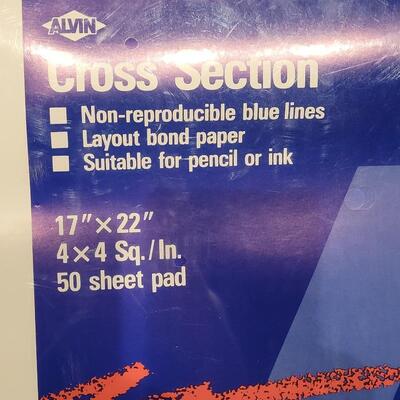 ALVIN
Cross Section
Non-reproducible blue lines
Layout bond paper
Suitable for pencil or ink
17"×22"
4×4 Sq./In.
50 sheet pad